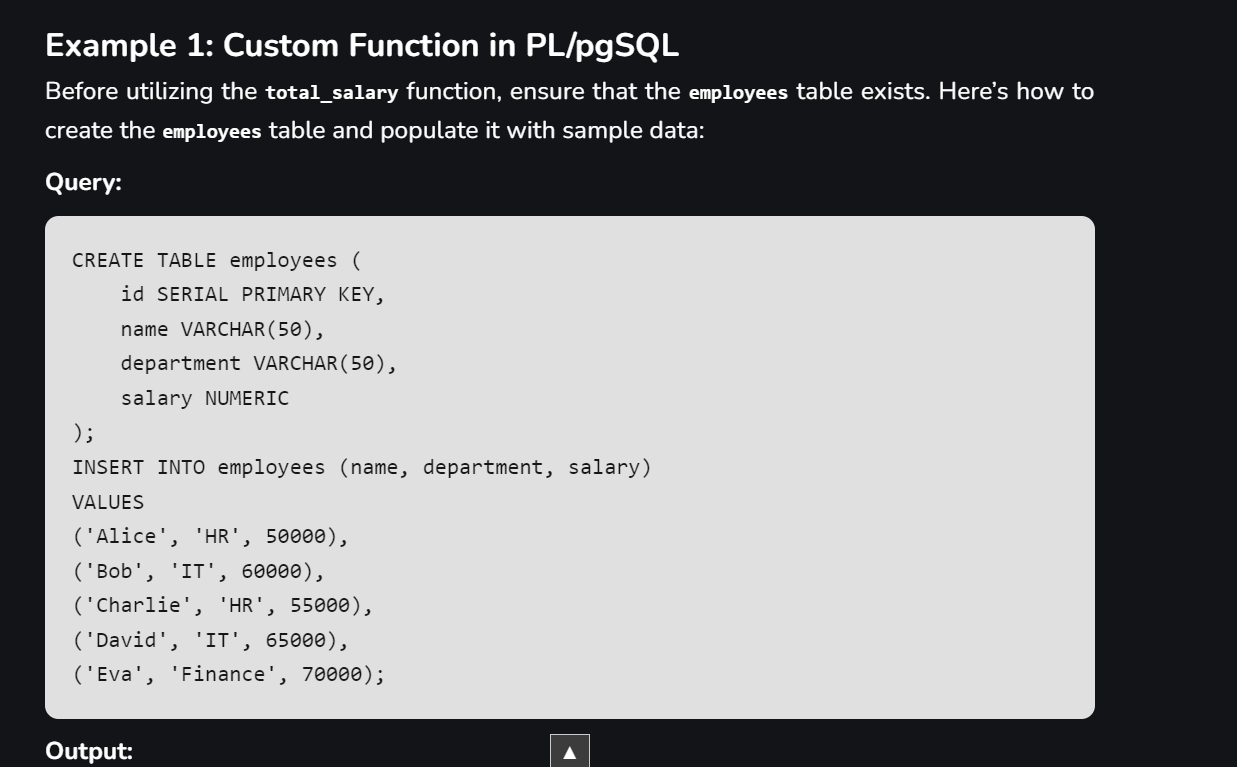 Example 1: Custom Function in PL/pgSQL
Before utilizing the total_salary function, ensure that the employees table exists. Here’s how to
create the employees table and populate it with sample data:
Query:
CREATE TABLE employees (
    id SERIAL PRIMARY KEY,
    name VARCHAR(50),
    department VARCHAR(50),
    salary NUMERIC
);
INSERT INTO employees (name, department, salary)
VALUES
('Alice', 'HR', 50000),
('Bob', 'IT', 60000),
('Charlie', 'HR', 55000),
('David', 'IT', 65000),
('Eva', 'Finance', 70000);
Output: